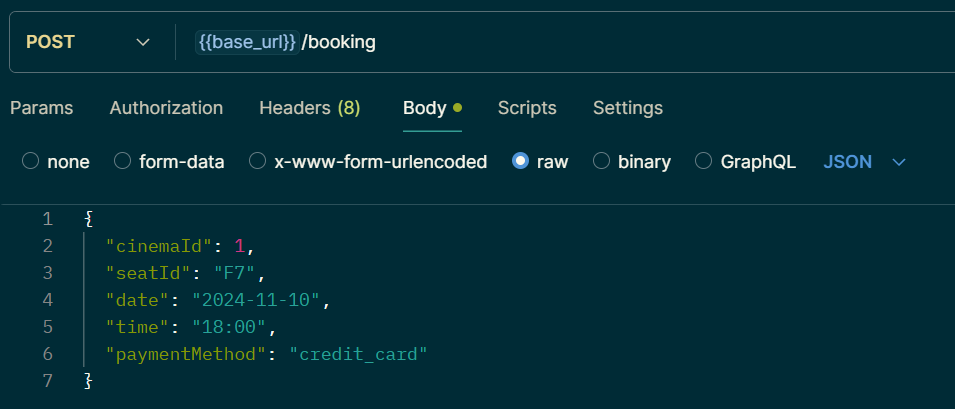 POST {{base_url}}/booking
Params Authorization Headers (8) Body Scripts Settings
none form-data x-www-form-urlencoded raw binary GraphQL JSON
1 {
2 "cinemaId": 1,
3 "seatId": "F7",
4 "date": "2024-11-10",
5 "time": "18:00",
6 "paymentMethod": "credit_card"
7 }